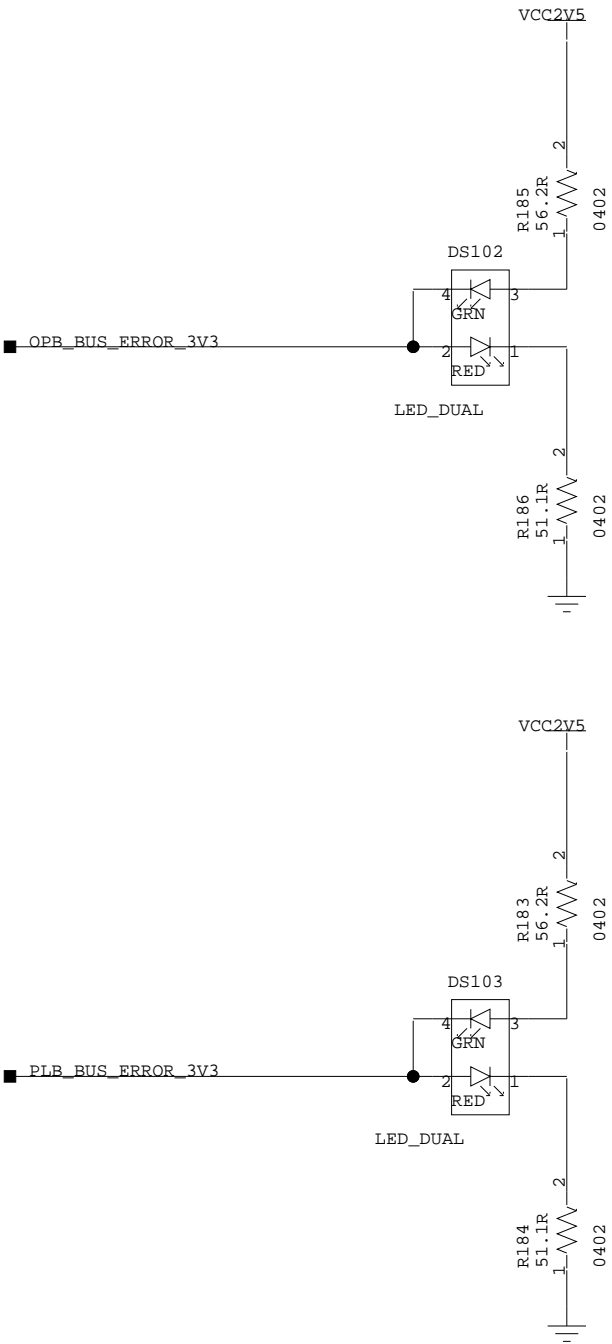 VCC2V5
2
R185
56.2R
0402
1
DS102
4
3
GRN
OPB_BUS_ERROR_3V3
2
1
RED
LED_DUAL
2
R186
51.1R
0402
1
VCC2V5
2
R183
56.2R
0402
1
DS103
4
3
GRN
PLB_BUS_ERROR_3V3
2
1
RED
LED_DUAL
2
R184
51.1R
0402
1